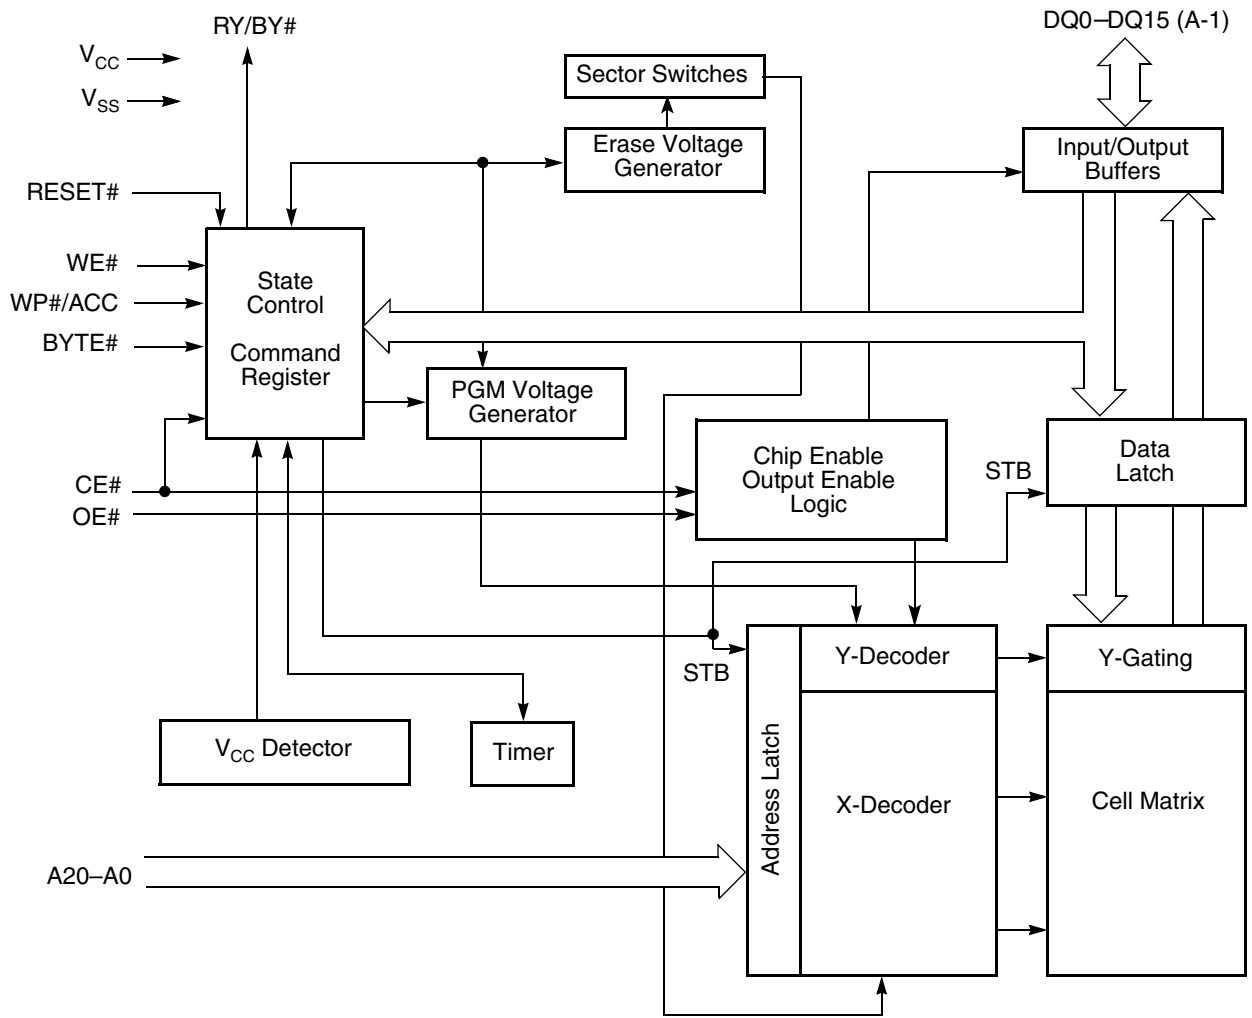 RY/BY#
DQ0–DQ15 (A-1)
VCC
VSS
Sector Switches
Erase Voltage
Generator
Input/Output
Buffers
RESET#
WE#
WP#/ACC
BYTE#
State
Control
Command
Register
PGM Voltage
Generator
CE#
OE#
Chip Enable
Output Enable
Logic
STB
Data
Latch
STB
Y-Decoder
Y-Gating
VCC Detector
Timer
Address Latch
X-Decoder
Cell Matrix
A20–A0